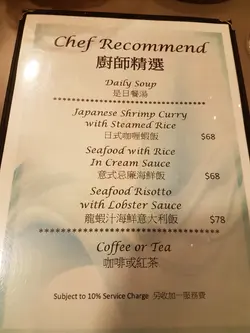 Chef Recommend
廚師精選
Daily Soup
是日餐湯
Japanese Shrimp Curry
with Steamed Rice
日式咖喱蝦飯 $68
Seafood with Rice
In Cream Sauce
意式忌廉海鮮飯 $68
Seafood Risotto
with Lobster Sauce
龍蝦汁海鮮意大利飯 $78
Coffee or Tea
咖啡或紅茶
Subject to 10% Service Charge 另收加一服務費